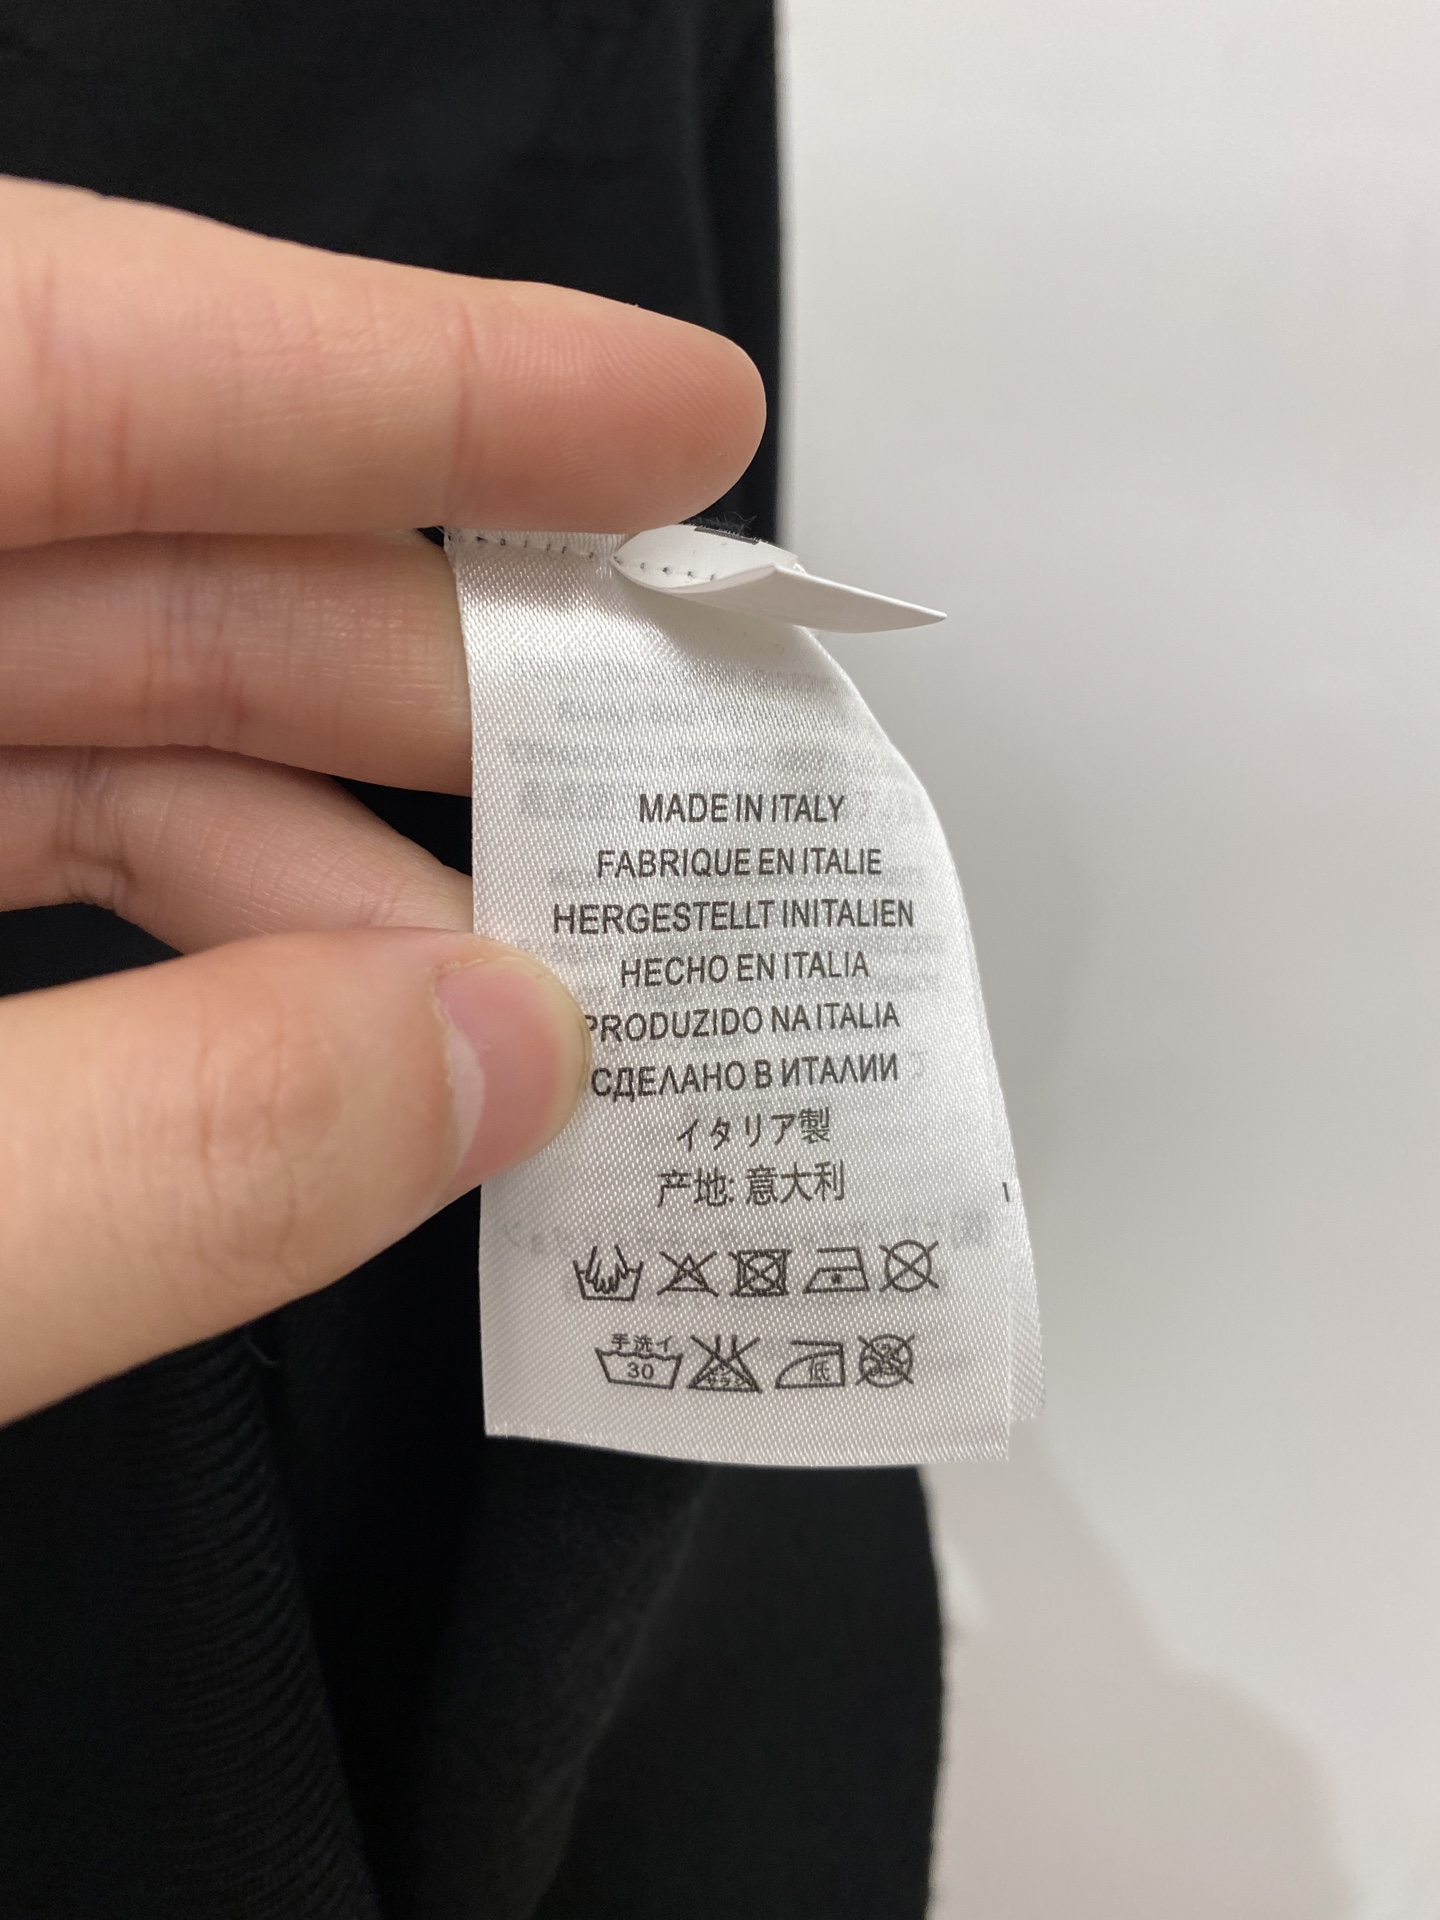 MADE IN ITALY
FABRIQUE EN ITALIE
HERGESTELLT INITALIEN
HECHO EN ITALIA
PRODUZIDO NA ITALIA
СДЕЛАНО В ИТАЛИИ
イタリア製
产地: 意大利
手洗イ
30
低